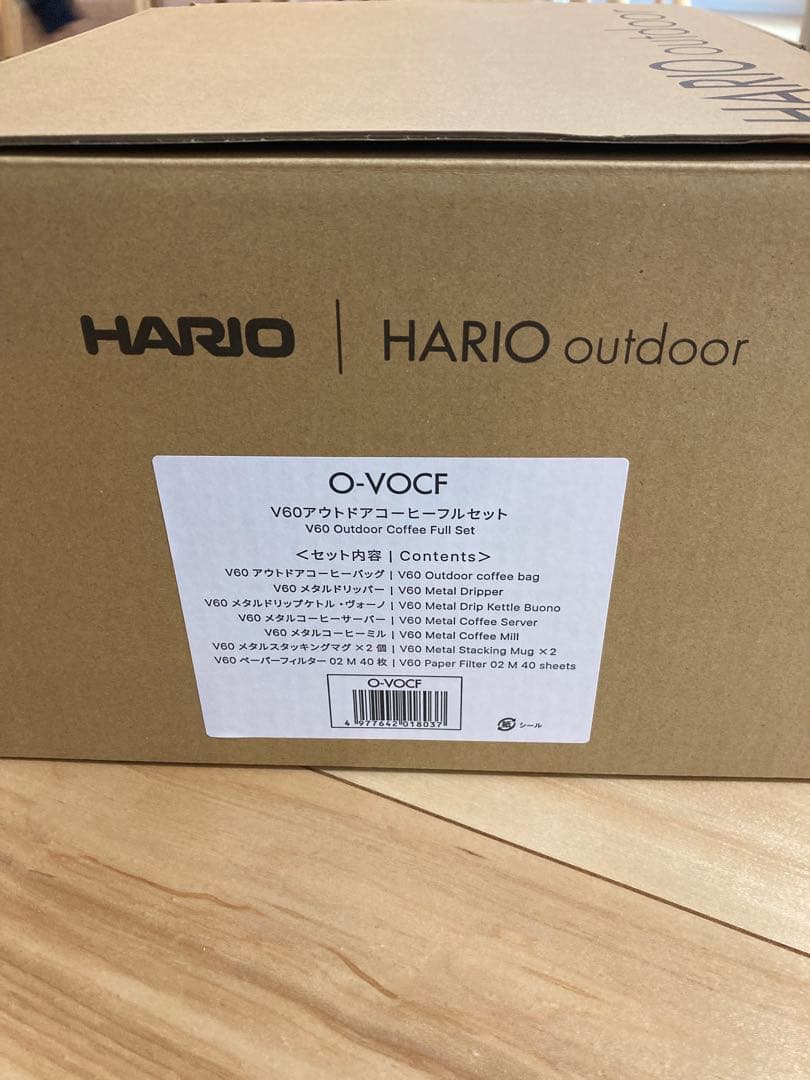 HARIO outdoor
HARIO | HARIO outdoor
O-VOCF
V60アウトドアコーヒーフルセット
V60 Outdoor Coffee Full Set
＜セット内容 | Contents＞
V60 アウトドアコーヒーバッグ | V60 Outdoor coffee bag
V60 メタルドリッパー | V60 Metal Dripper
V60 メタルドリップケトル・ヴォーノ | V60 Metal Drip Kettle Buono
V60 メタルコーヒーサーバー | V60 Metal Coffee Server
V60 メタルコーヒーミル | V60 Metal Coffee Mill
V60 メタルスタッキングマグ ×2 個 | V60 Metal Stacking Mug ×2
V60 ペーパーフィルター 02 M 40 枚 | V60 Paper Filter 02 M 40 sheets
O-VOCF
4 977642 018037
紙 シール